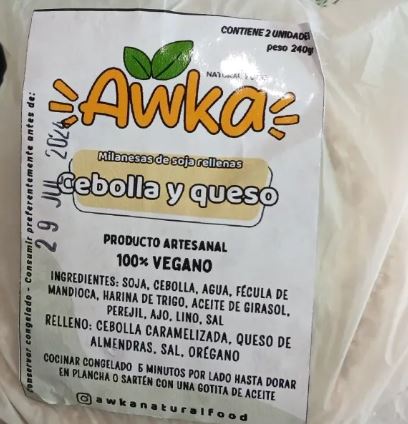 CONTIENE 2 UNIDADES
peso 240g
Awka
Milanesas de soja rellenas
cebolla y queso
PRODUCTO ARTESANAL
100% VEGANO
INGREDIENTES: SOJA, CEBOLLA, AGUA, FÉCULA DE
MANDIOCA, HARINA DE TRIGO, ACEITE DE GIRASOL,
PEREJIL, AJO, LINO, SAL
RELLENO: CEBOLLA CARAMELIZADA, QUESO DE
ALMENDRAS, SAL, ORÉGANO
COCINAR CONGELADO 6 MINUTOS POR LADO HASTA DORAR
EN PLANCHA O SARTÉN CON UNA GOTITA DE ACEITE
awkanaturalfood
Conservar congelado - Consumir preferentemente antes de:
29 JUL 2024